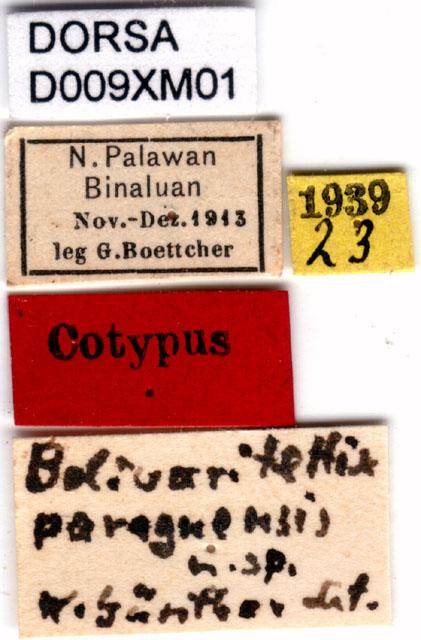 DORSA
D009XM01
N. Palawan
Binaluan
Nov.-Dez. 1913
leg G. Boettcher
1939
23
Cotypus
Bolivaritettix
paraguensis
n. sp.
K. Günther det.